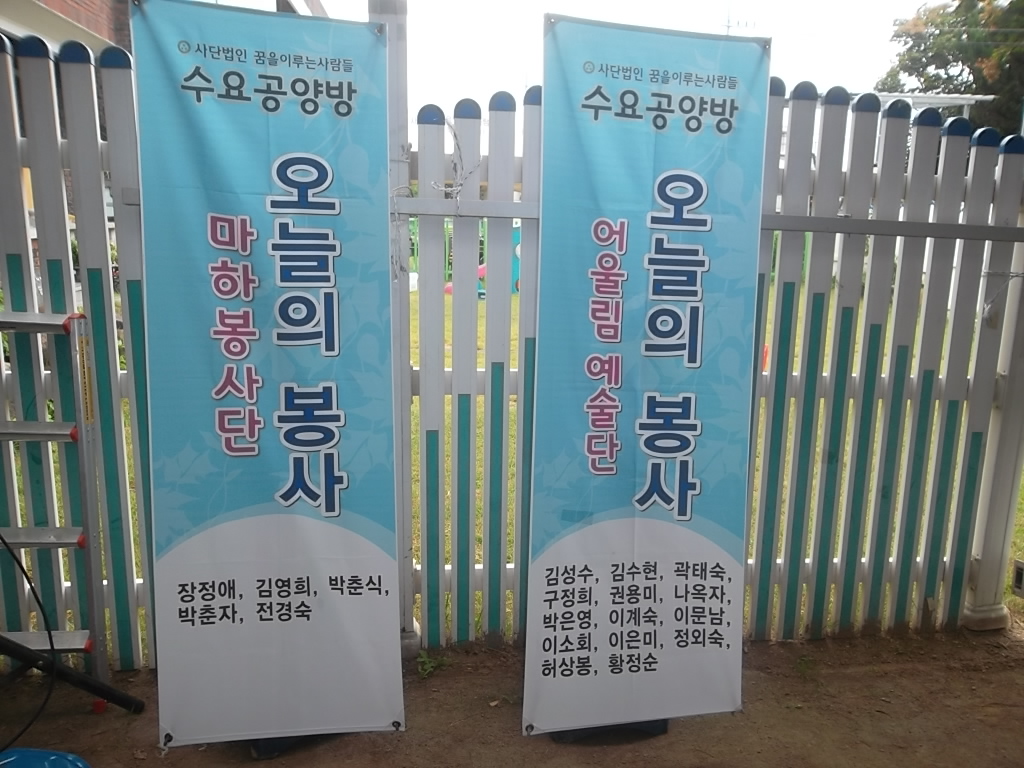 사단법인 꿈을이루는사람들
수요공양방
오늘의 봉사
마하봉사단
장정애, 김영희, 박춘식,
박춘자, 전경숙
사단법인 꿈을이루는사람들
수요공양방
오늘의 봉사
어울림 예술단
김성수, 김수현, 곽태숙,
구정희, 권용미, 나옥자,
박은영, 이계숙, 이문남,
이소회, 이은미, 정외숙,
허상봉, 황정순